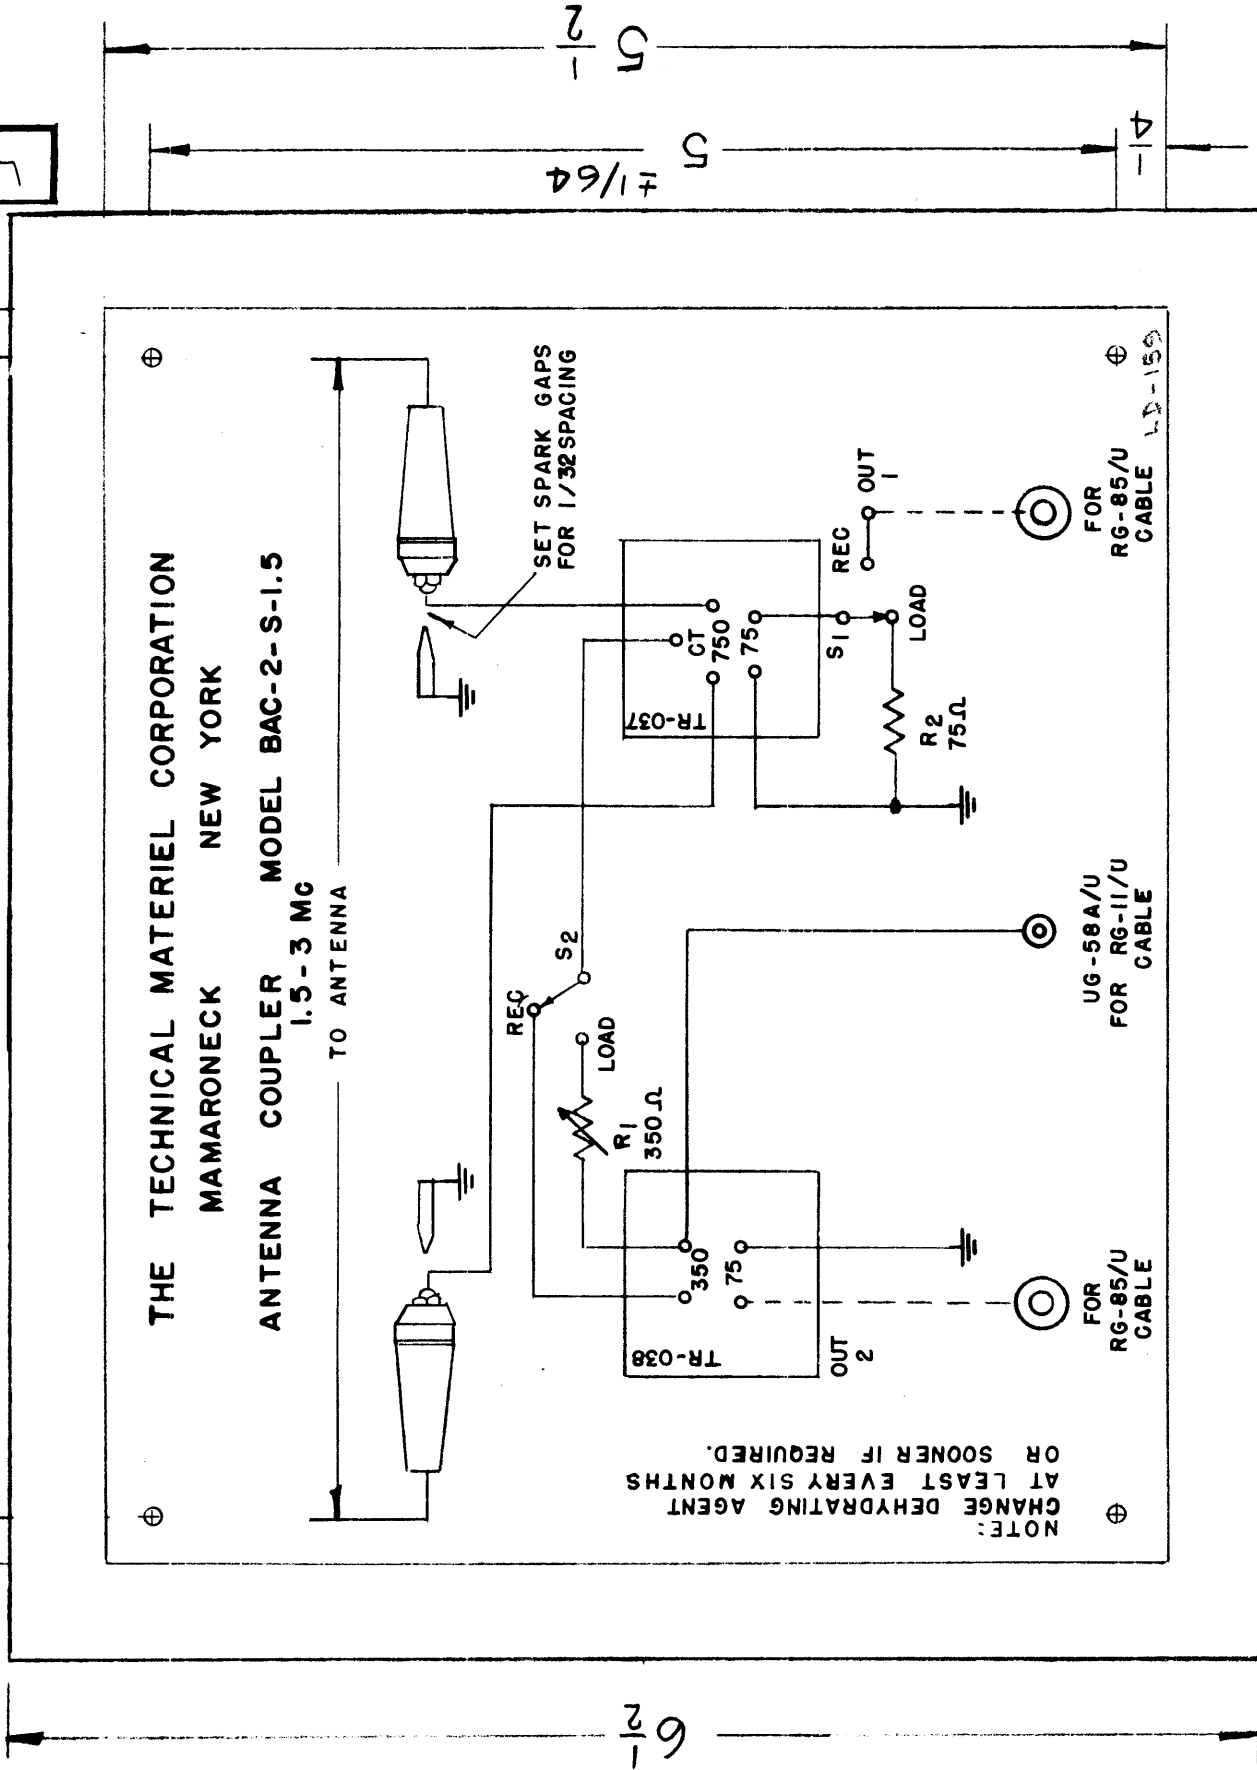 THE TECHNICAL MATERIEL CORPORATION
MAMARONECK NEW YORK
ANTENNA COUPLER MODEL BAC-2-S-1.5
1.5-3 Mc
TO ANTENNA
SET SPARK GAPS
FOR 1/32 SPACING
REC
S2
LOAD
R1
350Ω
TR-038
350
75
OUT
2
TR-037
CT
750
75
S1
LOAD
REC
OUT
1
R2
75Ω
FOR
RG-85/U
CABLE
UG-58A/U
FOR RG-11/U
CABLE
FOR
RG-85/U
CABLE
LD-159
NOTE:
CHANGE DEHYDRATING AGENT
AT LEAST EVERY SIX MONTHS
OR SOONER IF REQUIRED.
5 1/2
5
±1/64
1/4
6 1/2